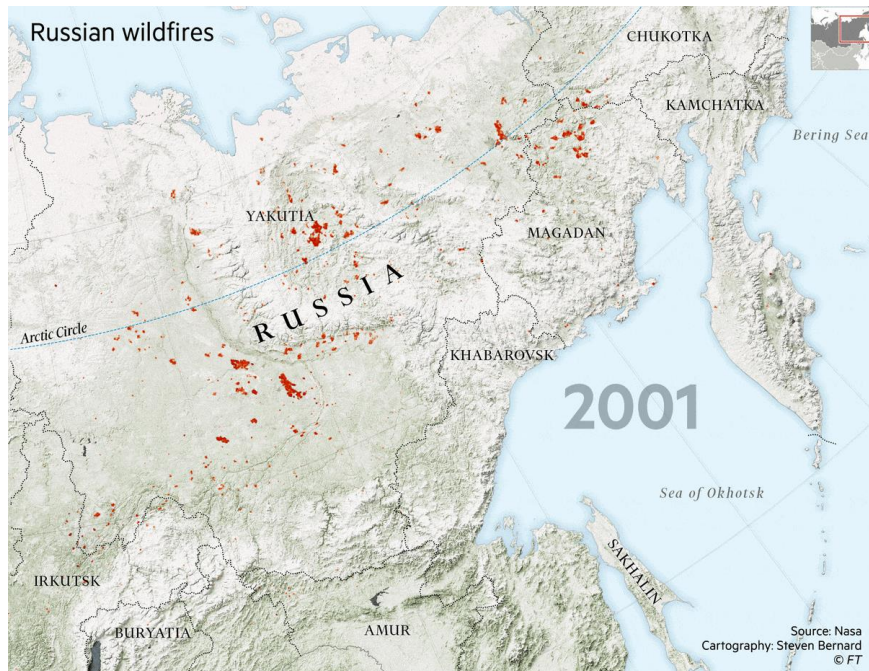 Russian wildfires
CHUKOTKA
KAMCHATKA
Bering Sea
YAKUTIA
MAGADAN
RUSSIA
Arctic Circle
KHABAROVSK
2001
Sea of Okhotsk
SAKHALIN
IRKUTSK
BURYATIA
AMUR
Source: Nasa
Cartography: Steven Bernard
© FT